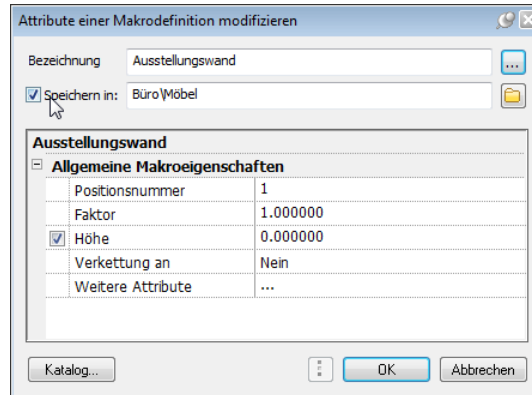 Attribute einer Makrodefinition modifizieren
Bezeichnung Ausstellungswand ...
Speichern in: Büro\Möbel
Ausstellungswand
Allgemeine Makroeigenschaften
Positionsnummer 1
Faktor 1.000000
Höhe 0.000000
Verkettung an Nein
Weitere Attribute ...
Katalog... OK Abbrechen